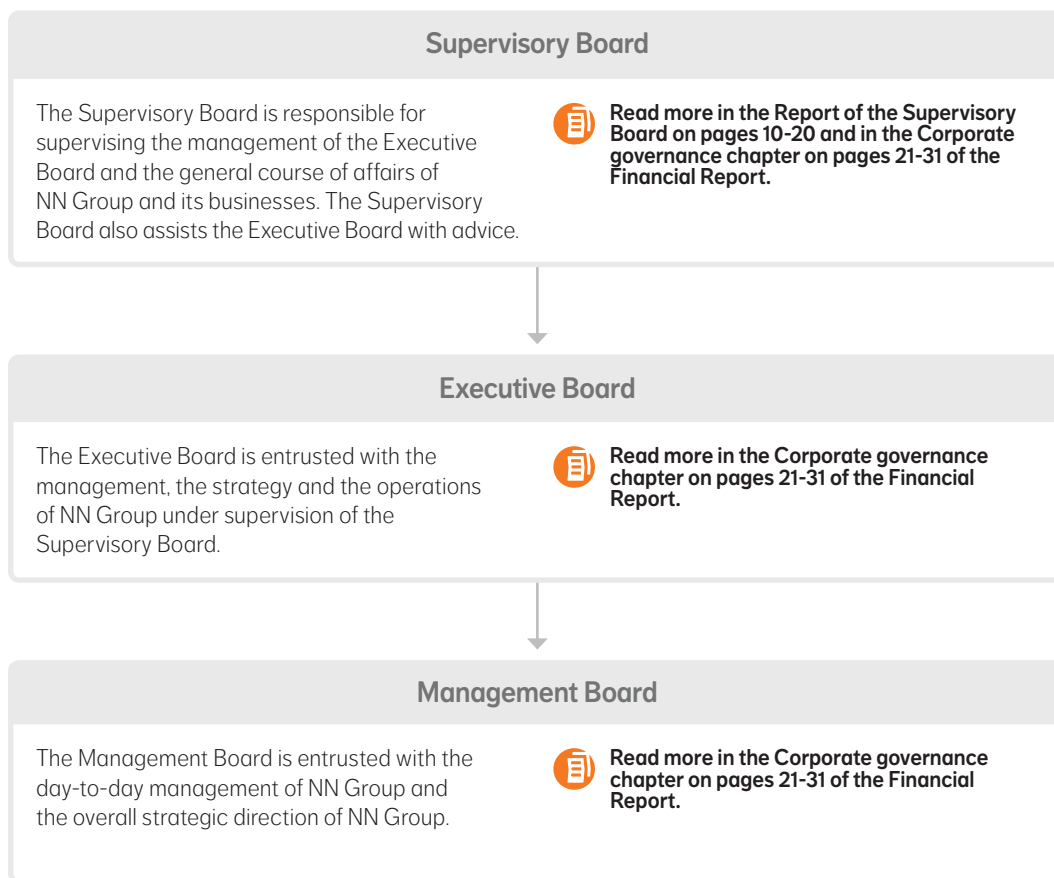 Supervisory Board
The Supervisory Board is responsible for
supervising the management of the Executive
Board and the general course of affairs of
NN Group and its businesses. The Supervisory
Board also assists the Executive Board with advice.
Read more in the Report of the Supervisory
Board on pages 10-20 and in the Corporate
governance chapter on pages 21-31 of the
Financial Report.
Executive Board
The Executive Board is entrusted with the
management, the strategy and the operations
of NN Group under supervision of the
Supervisory Board.
Read more in the Corporate governance
chapter on pages 21-31 of the Financial
Report.
Management Board
The Management Board is entrusted with the
day-to-day management of NN Group and
the overall strategic direction of NN Group.
Read more in the Corporate governance
chapter on pages 21-31 of the Financial
Report.